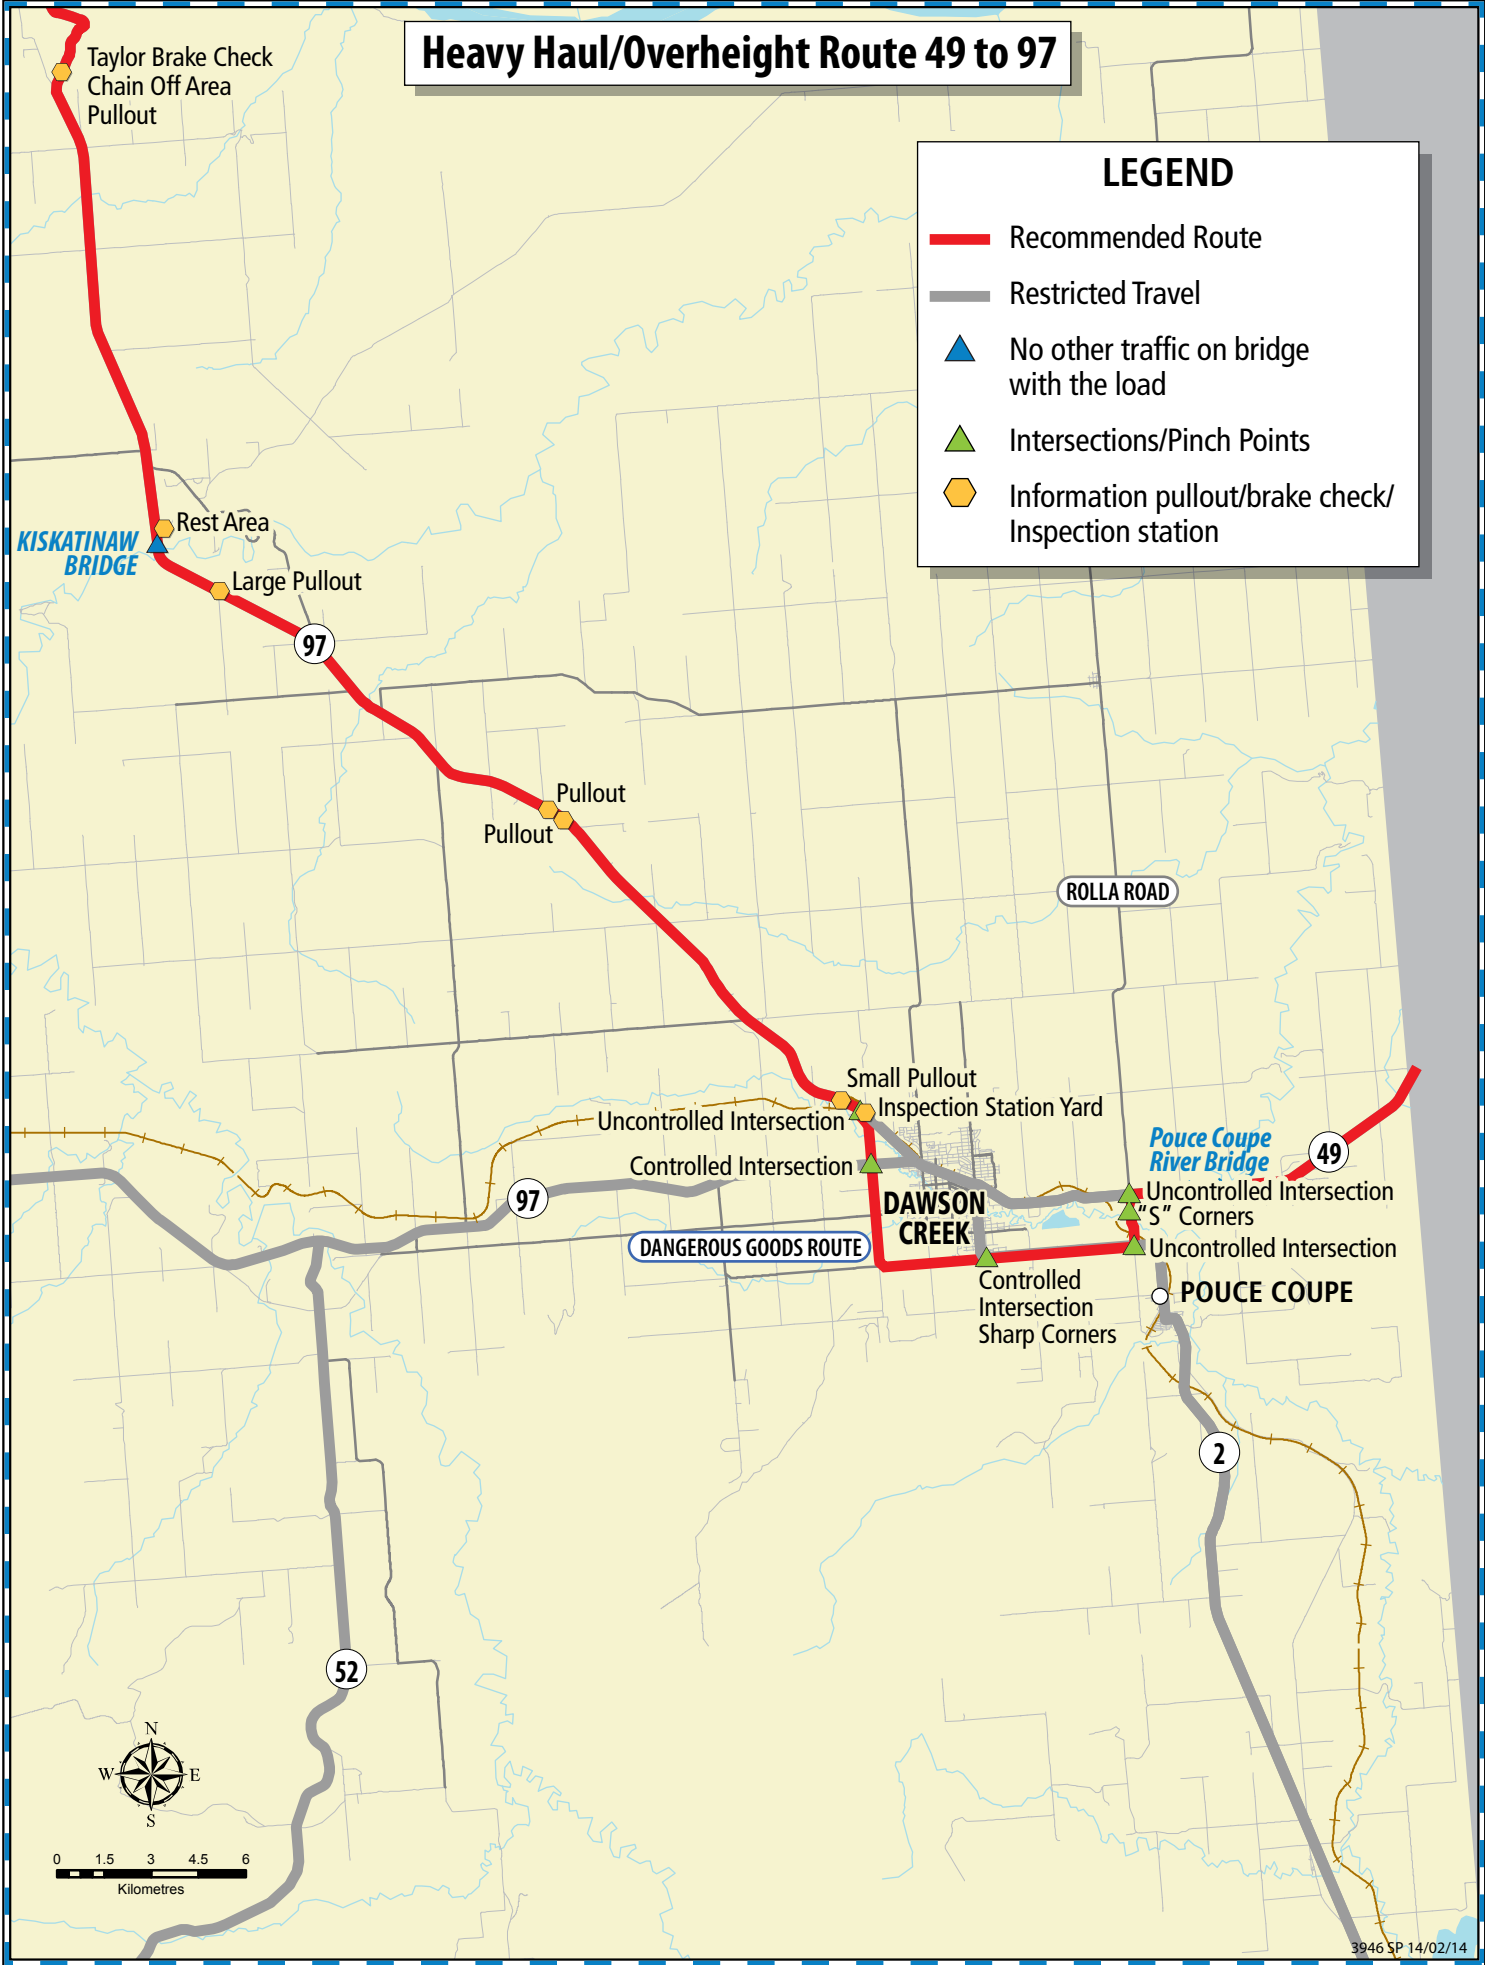 Heavy Haul/Overheight Route 49 to 97
Taylor Brake Check
Chain Off Area
Pullout
LEGEND
Recommended Route
Restricted Travel
No other traffic on bridge
with the load
Intersections/Pinch Points
Information pullout/brake check/
Inspection station
Rest Area
KISKATINAW
BRIDGE
Large Pullout
97
Pullout
Pullout
ROLLA ROAD
Small Pullout
Inspection Station Yard
Uncontrolled Intersection
Pouce Coupe
River Bridge
49
Controlled Intersection
97
Uncontrolled Intersection
"S" Corners
DAWSON
CREEK
DANGEROUS GOODS ROUTE
Uncontrolled Intersection
Controlled
Intersection
Sharp Corners
POUCE COUPE
2
52
N
W E
S
0 1.5 3 4.5 6
Kilometres
3946 SP 14/02/14